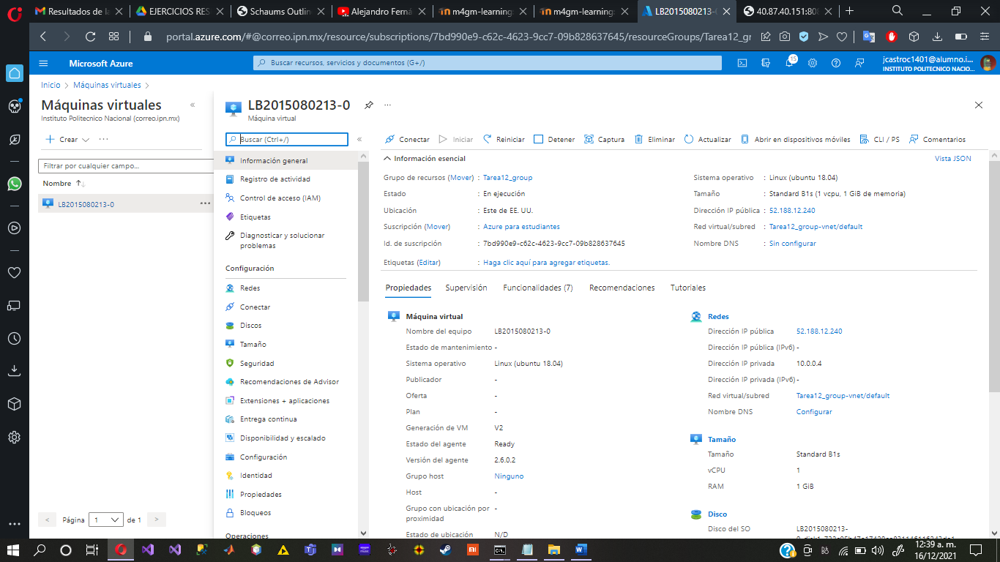 Resultados de la
EJERCICIOS RES
Schaums Outlin
Alejandro Ferná
m4gm-learning
m4gm-learning
LB2015080213-0
40.87.40.151:808
portal.azure.com/#@correo.ipn.mx/resource/subscriptions/7bd990e9-c62c-4623-9cc7-09b828637645/resourceGroups/Tarea12_gr
Microsoft Azure
Buscar recursos, servicios y documentos (G+/)
15
jcastroc1401@alumno.i...
INSTITUTO POLITECNICO NACIO...
Inicio > Máquinas virtuales >
Máquinas virtuales
Instituto Politecnico Nacional (correo.ipn.mx)
Crear
Filtrar por cualquier campo...
Nombre
LB2015080213-0
Página 1 de 1
LB2015080213-0
Máquina virtual
Buscar (Ctrl+/)
Información general
Registro de actividad
Control de acceso (IAM)
Etiquetas
Diagnosticar y solucionar
problemas
Configuración
Redes
Conectar
Discos
Tamaño
Seguridad
Recomendaciones de Advisor
Extensiones + aplicaciones
Entrega continua
Disponibilidad y escalado
Configuración
Identidad
Propiedades
Bloqueos
Operaciones
Conectar
Iniciar
Reiniciar
Detener
Captura
Eliminar
Actualizar
Abrir en dispositivos móviles
CLI / PS
Comentarios
Información esencial
Vista JSON
Grupo de recursos (Mover) : Tarea12_group
Estado : En ejecución
Ubicación : Este de EE. UU.
Suscripción (Mover) : Azure para estudiantes
Id. de suscripción : 7bd990e9-c62c-4623-9cc7-09b828637645
Etiquetas (Editar) : Haga clic aquí para agregar etiquetas.
Sistema operativo : Linux (ubuntu 18.04)
Tamaño : Standard B1s (1 vcpu, 1 GiB de memoria)
Dirección IP pública : 52.188.12.240
Red virtual/subred : Tarea12_group-vnet/default
Nombre DNS : Sin configurar
Propiedades
Supervisión
Funcionalidades (7)
Recomendaciones
Tutoriales
Máquina virtual
Nombre del equipo LB2015080213-0
Estado de mantenimiento -
Sistema operativo Linux (ubuntu 18.04)
Publicador -
Oferta -
Plan -
Generación de VM V2
Estado del agente Ready
Versión del agente 2.6.0.2
Grupo host Ninguno
Host -
Grupo con ubicación por -
proximidad
Estado de ubicación N/D
Redes
Dirección IP pública 52.188.12.240
Dirección IP pública (IPv6) -
Dirección IP privada 10.0.0.4
Dirección IP privada (IPv6) -
Red virtual/subred Tarea12_group-vnet/default
Nombre DNS Configurar
Tamaño
Tamaño Standard B1s
vCPU 1
RAM 1 GiB
Disco
Disco del SO LB2015080213-
12:39 a. m.
16/12/2021